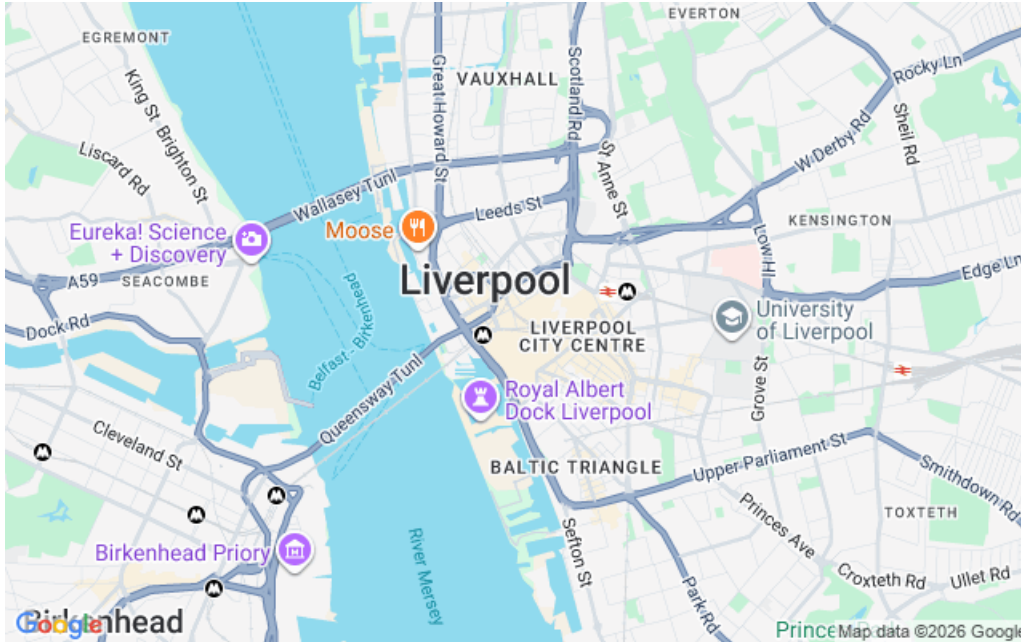 EGREMONT
EVERTON
King St
Brighton St
Great Howard St
VAUXHALL
Scotland Rd
Rocky Ln
Liscard Rd
St Anne St
W Derby Rd
Sheil Rd
Wallasey Tunl
Leeds St
Moose
KENSINGTON
Eureka! Science
+ Discovery
Low Hl
Edge Ln
A59
SEACOMBE
Liverpool
Belfast - Birkenhead
Dock Rd
LIVERPOOL
CITY CENTRE
University
of Liverpool
Queensway Tunl
Royal Albert
Dock Liverpool
Grove St
Cleveland St
BALTIC TRIANGLE
Upper Parliament St
Smithdown Rd
Princes Ave
TOXTETH
Sefton St
River Mersey
Birkenhead Priory
Croxteth Rd
Ullet Rd
Park Rd
Birkenhead
Google
Map data ©2026 Google